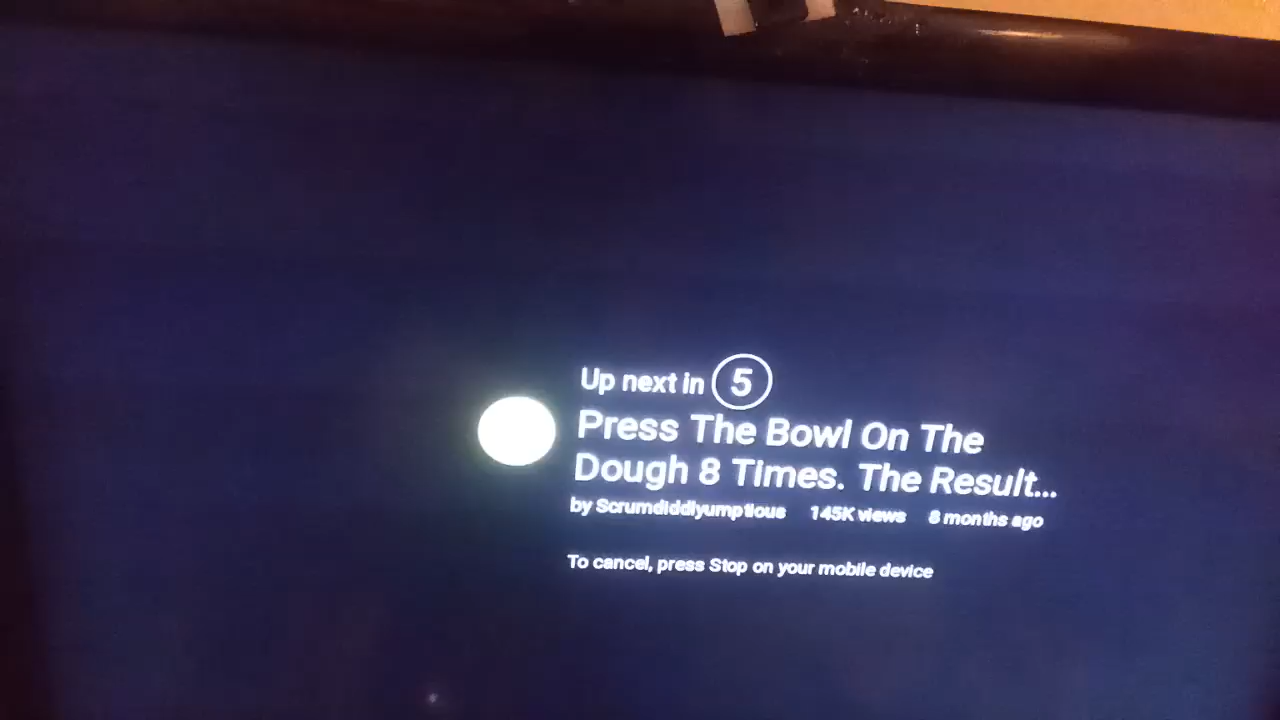 Up next in 5
Press The Bowl On The
Dough 8 Times. The Result...
by Scrumdiddlyumptious 145K views 8 months ago
To cancel, press Stop on your mobile device